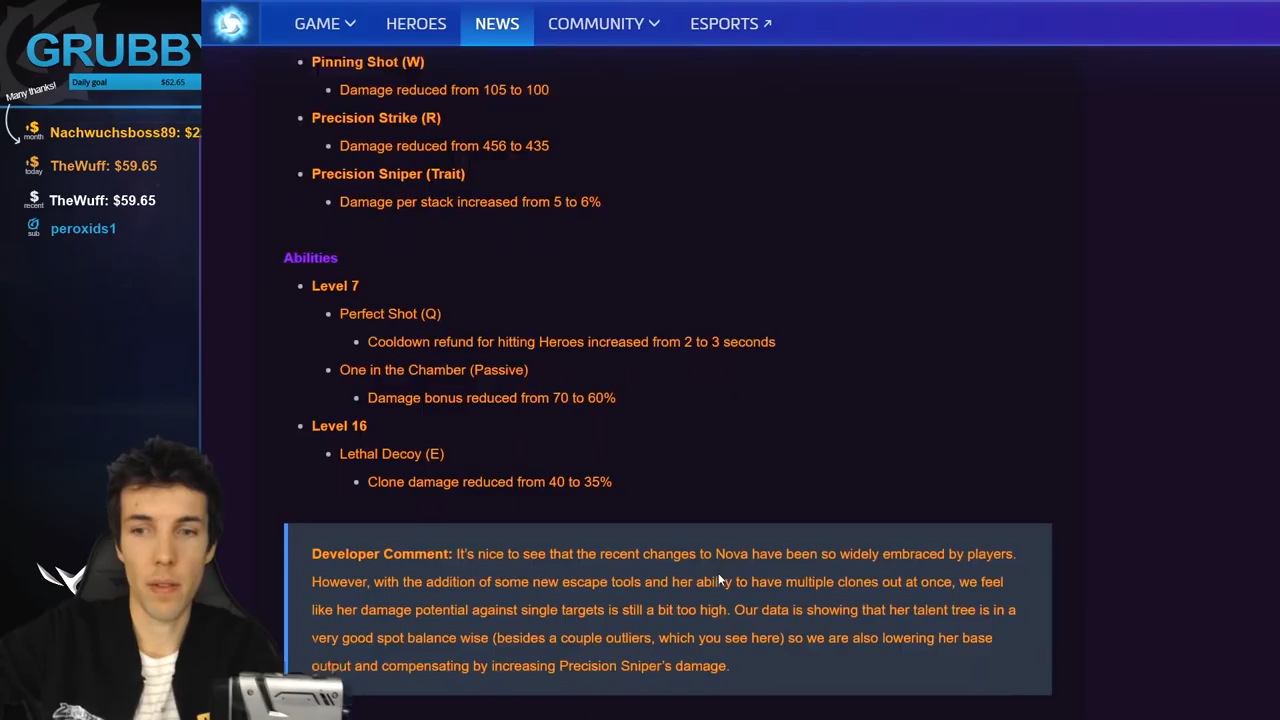 GAME HEROES NEWS COMMUNITY ESPORTS
GRUBBY
Daily goal $62.65
Many thanks!
month Nachwuchsboss89: $2
today TheWuff: $59.65
recent TheWuff: $59.65
sub peroxids1
Pinning Shot (W)
Damage reduced from 105 to 100
Precision Strike (R)
Damage reduced from 456 to 435
Precision Sniper (Trait)
Damage per stack increased from 5 to 6%
Abilities
Level 7
Perfect Shot (Q)
Cooldown refund for hitting Heroes increased from 2 to 3 seconds
One in the Chamber (Passive)
Damage bonus reduced from 70 to 60%
Level 16
Lethal Decoy (E)
Clone damage reduced from 40 to 35%
Developer Comment: It's nice to see that the recent changes to Nova have been so widely embraced by players.
However, with the addition of some new escape tools and her ability to have multiple clones out at once, we feel
like her damage potential against single targets is still a bit too high. Our data is showing that her talent tree is in a
very good spot balance wise (besides a couple outliers, which you see here) so we are also lowering her base
output and compensating by increasing Precision Sniper's damage.